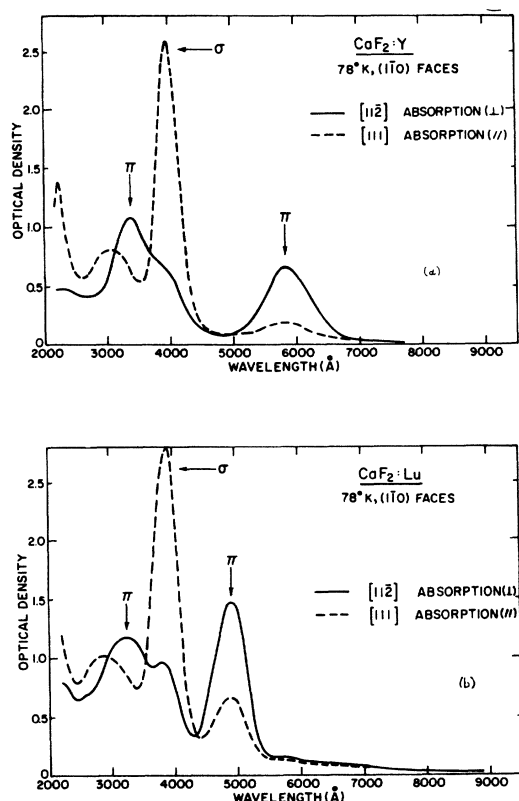 CaF2:Y
78°K, (11̄0) FACES
[112̄] ABSORPTION (⊥)
[111] ABSORPTION (//)
σ
π
π
(a)
OPTICAL DENSITY
2.5
2.0
1.5
1.0
0.5
0
2000 3000 4000 5000 6000 7000 8000 9000
WAVELENGTH (Å)
CaF2:Lu
78°K, (11̄0) FACES
[112̄] ABSORPTION(⊥)
[111] ABSORPTION(//)
σ
π
π
(b)
OPTICAL DENSITY
2.5
2.0
1.5
1.0
0.5
0
2000 3000 4000 5000 6000 7000 8000 9000
WAVELENGTH (Å)